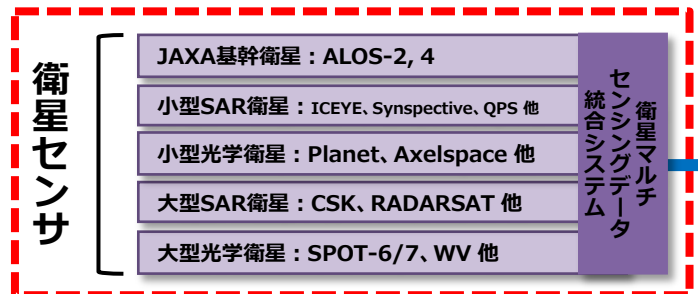 衛星センサ
JAXA基幹衛星：ALOS-2, 4
小型SAR衛星：ICEYE、Synspective、QPS 他
小型光学衛星：Planet、Axelspace 他
大型SAR衛星：CSK、RADARSAT 他
大型光学衛星：SPOT-6/7、WV 他
衛星マルチ
センシングデータ
統合システム